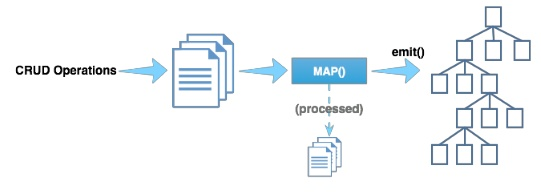 emit()
CRUD Operations
MAP()
(processed)